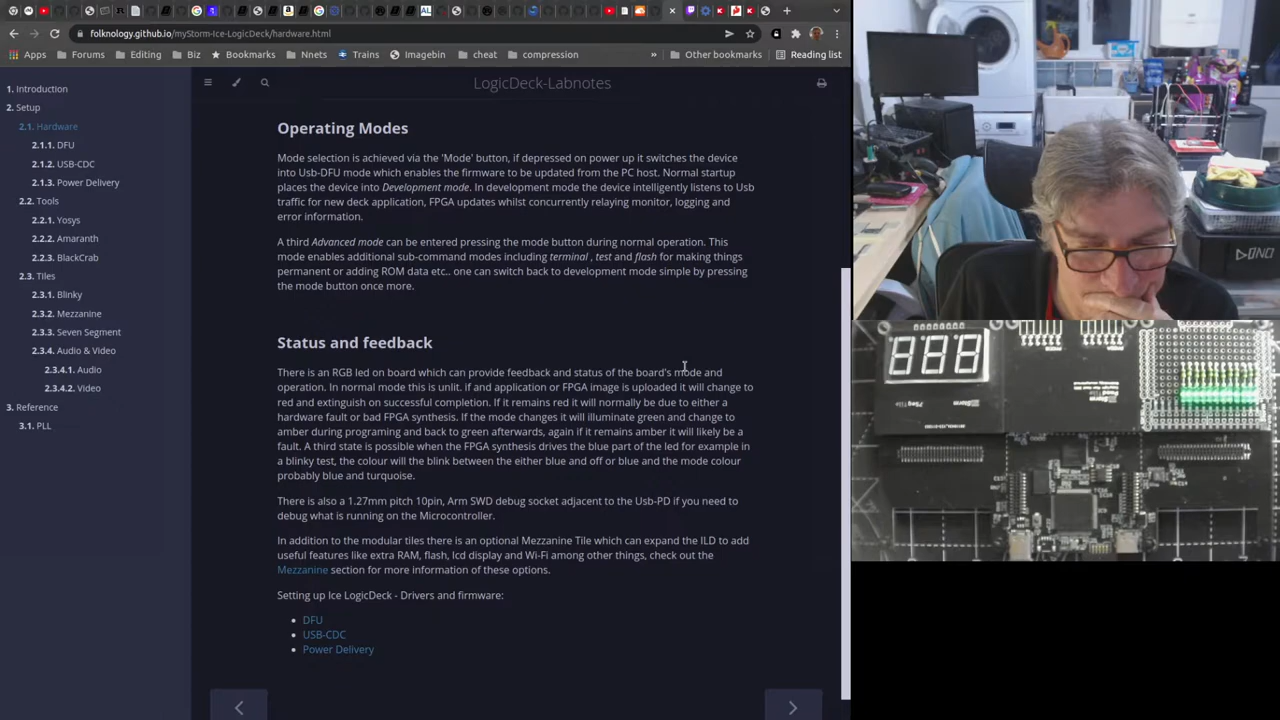 folknology.github.io/myStorm-Ice-LogicDeck/hardware.html
Apps Forums Editing Biz Bookmarks Nnets Trains Imagebin cheat compression » Other bookmarks Reading list
1. Introduction
2. Setup
2.1. Hardware
2.1.1. DFU
2.1.2. USB-CDC
2.1.3. Power Delivery
2.2. Tools
2.2.1. Yosys
2.2.2. Amaranth
2.2.3. BlackCrab
2.3. Tiles
2.3.1. Blinky
2.3.2. Mezzanine
2.3.3. Seven Segment
2.3.4. Audio & Video
2.3.4.1. Audio
2.3.4.2. Video
3. Reference
3.1. PLL
LogicDeck-Labnotes
Operating Modes
Mode selection is achieved via the 'Mode' button, if depressed on power up it switches the device
into Usb-DFU mode which enables the firmware to be updated from the PC host. Normal startup
places the device into Development mode. In development mode the device intelligently listens to Usb
traffic for new deck application, FPGA updates whilst concurrently relaying monitor, logging and
error information.
A third Advanced mode can be entered pressing the mode button during normal operation. This
mode enables additional sub-command modes including terminal , test and flash for making things
permanent or adding ROM data etc.. one can switch back to development mode simple by pressing
the mode button once more.
Status and feedback
There is an RGB led on board which can provide feedback and status of the board's mode and
operation. In normal mode this is unlit. if and application or FPGA image is uploaded it will change to
red and extinguish on successful completion. If it remains red it will normally be due to either a
hardware fault or bad FPGA synthesis. If the mode changes it will illuminate green and change to
amber during programing and back to green afterwards, again if it remains amber it will likely be a
fault. A third state is possible when the FPGA synthesis drives the blue part of the led for example in
a blinky test, the colour will the blink between the either blue and off or blue and the mode colour
probably blue and turquoise.
There is also a 1.27mm pitch 10pin, Arm SWD debug socket adjacent to the Usb-PD if you need to
debug what is running on the Microcontroller.
In addition to the modular tiles there is an optional Mezzanine Tile which can expand the ILD to add
useful features like extra RAM, flash, lcd display and Wi-Fi among other things, check out the
Mezzanine section for more information of these options.
Setting up Ice LogicDeck - Drivers and firmware:
DFU
USB-CDC
Power Delivery